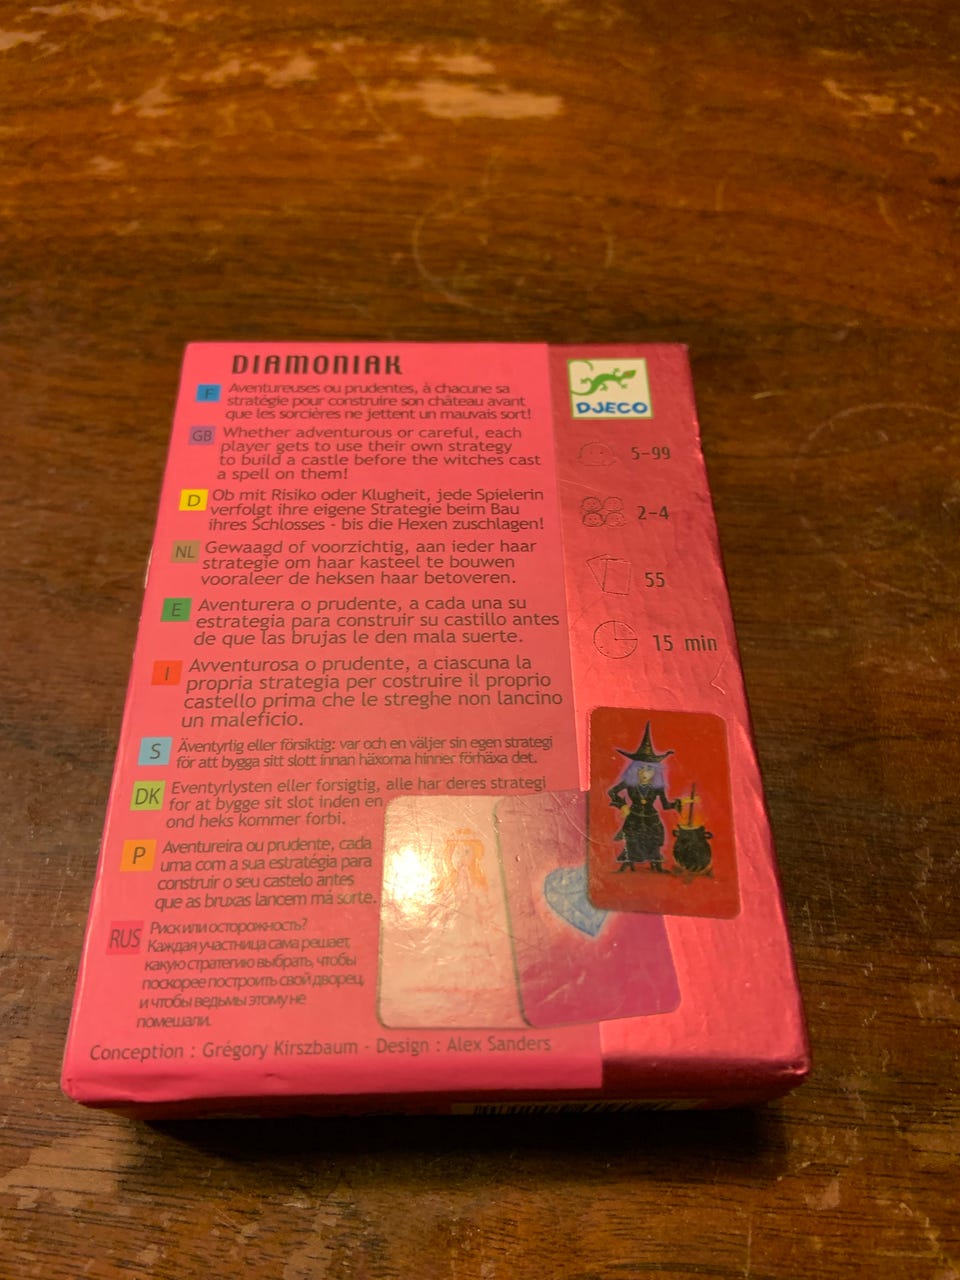 DIAMONIAK
F
Aventureuses ou prudentes, à chacune sa
stratégie pour construire son château avant
que les sorcières ne jettent un mauvais sort!
GB
Whether adventurous or careful, each
player gets to use their own strategy
to build a castle before the witches cast
a spell on them!
D
Ob mit Risiko oder Klugheit, jede Spielerin
verfolgt ihre eigene Strategie beim Bau
ihres Schlosses - bis die Hexen zuschlagen!
NL
Gewaagd of voorzichtig, aan ieder haar
strategie om haar kasteel te bouwen
vooraleer de heksen haar betoveren.
E
Aventurera o prudente, a cada una su
estrategia para construir su castillo antes
de que las brujas le den mala suerte.
I
Avventurosa o prudente, a ciascuna la
propria strategia per costruire il proprio
castello prima che le streghe non lancino
un maleficio.
S
Äventyrtig eller försiktig: var och en väljer sin egen strategi
för att bygga sitt slott innan häxorna hinner förhäxa det.
DK
Eventyrlysten eller forsigtig, alle har deres strategi
for at bygge sit slot inden en
ond heks kommer forbi.
P
Aventureira ou prudente, cada
uma com a sua estratégia para
construir o seu castelo antes
que as bruxas lancem má sorte.
RUS
Риск или осторожность?
Каждая участница сама решает,
какую стратегию выбрать, чтобы
поскорее построить свой дворец,
и чтобы ведьмы этому не
помешали.
Conception : Grégory Kirszbaum - Design : Alex Sanders
DJECO
5-99
2-4
55
15 min